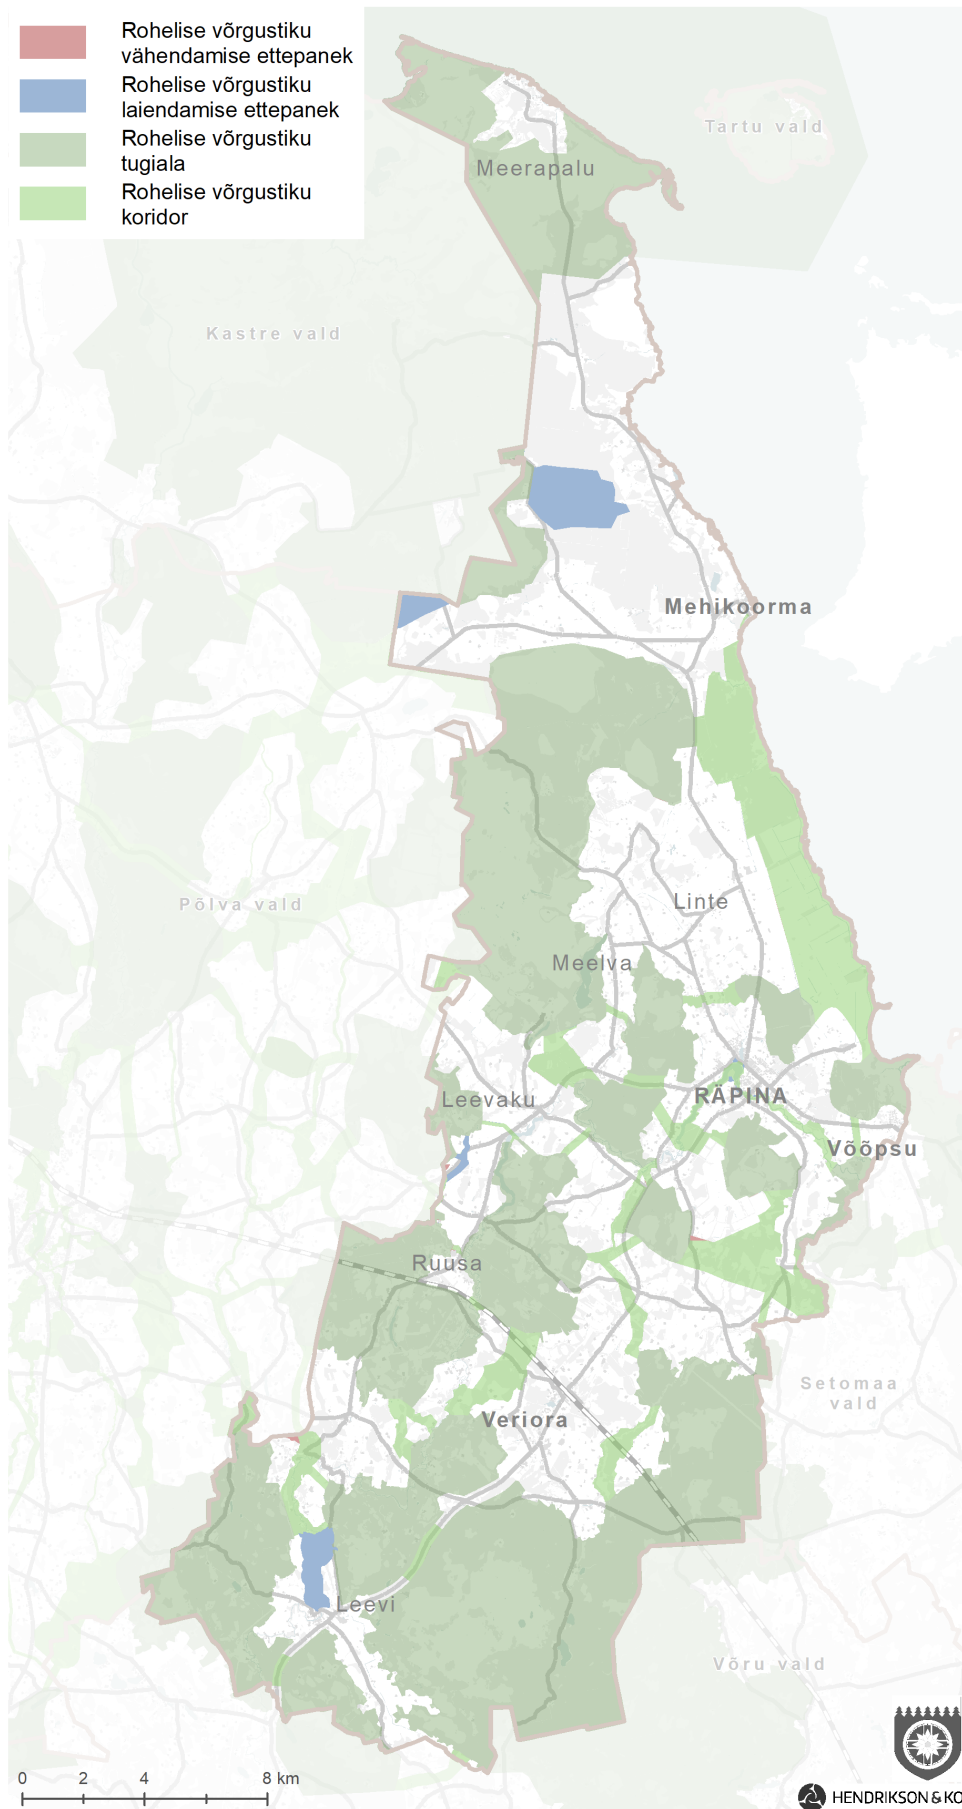 Rohelise võrgustiku
vähendamise ettepanek
Rohelise võrgustiku
laiendamise ettepanek
Rohelise võrgustiku
tugiala
Rohelise võrgustiku
koridor
Tartu vald
Meerapalu
Kastre vald
Mehikoorma
Linte
Põlva vald
Meelva
RÄPINA
Leevaku
Võõpsu
Ruusa
Setomaa
vald
Veriora
Leevi
Võru vald
0 2 4 8 km
HENDRIKSON & KO